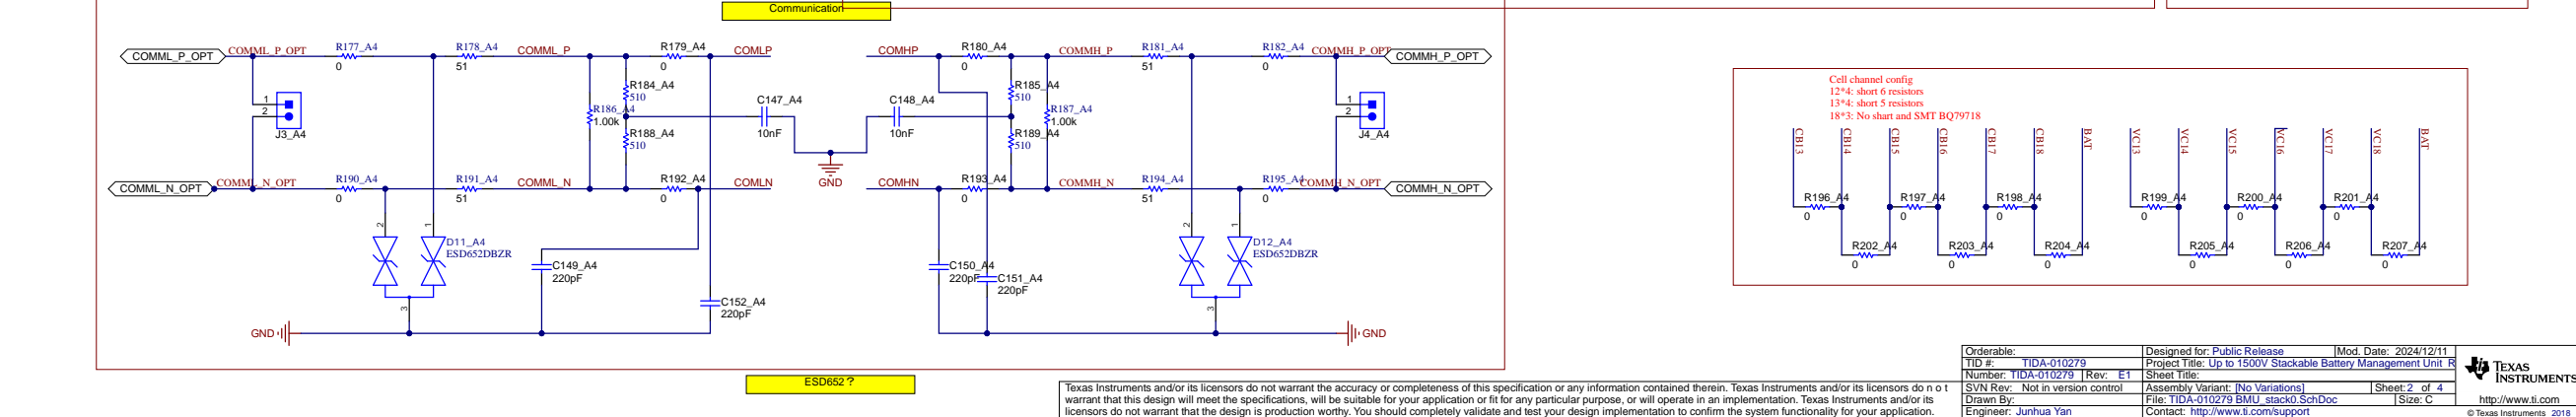 Communication
COMML_P_OPT
COMML_P_OPT
R177_A4
0
R178_A4
51
COMML_P
R179_A4
0
COMLP
COMHP
R180_A4
0
COMMH_P
R181_A4
51
R182_A4
0
COMMH_P_OPT
COMMH_P_OPT
1
2
J3_A4
R184_A4
510
R186_A4
1.00k
R188_A4
510
C147_A4
10nF
C148_A4
10nF
GND
R185_A4
510
R187_A4
1.00k
R189_A4
510
1
2
J4_A4
COMML_N_OPT
COMML_N_OPT
R190_A4
0
R191_A4
51
COMML_N
R192_A4
0
COMLN
COMHN
R193_A4
0
COMMH_N
R194_A4
51
R195_A4
0
COMMH_N_OPT
COMMH_N_OPT
2
1
D11_A4
ESD652DBZR
3
C149_A4
220pF
C152_A4
220pF
C150_A4
220pF
C151_A4
220pF
2
1
D12_A4
ESD652DBZR
3
GND
GND
ESD652 ?
Cell channel config
12*4: short 6 resistors
13*4: short 5 resistors
18*3: No shart and SMT BQ79718
CB13
CB14
CB15
CB16
CB17
CB18
BAT
VC13
VC14
VC15
VC16
VC17
VC18
BAT
R196_A4
0
R197_A4
0
R198_A4
0
R199_A4
0
R200_A4
0
R201_A4
0
R202_A4
0
R203_A4
0
R204_A4
0
R205_A4
0
R206_A4
0
R207_A4
0
Texas Instruments and/or its licensors do not warrant the accuracy or completeness of this specification or any information contained therein. Texas Instruments and/or its licensors do n o t
warrant that this design will meet the specifications, will be suitable for your application or fit for any particular purpose, or will operate in an implementation. Texas Instruments and/or its
licensors do not warrant that the design is production worthy. You should completely validate and test your design implementation to confirm the system functionality for your application.
Orderable:
Designed for: Public Release
Mod. Date: 2024/12/11
TID #: TIDA-010279
Project Title: Up to 1500V Stackable Battery Management Unit R
Number: TIDA-010279
Rev: E1
Sheet Title:
SVN Rev: Not in version control
Assembly Variant: [No Variations]
Sheet: 2 of 4
Drawn By:
File: TIDA-010279 BMU_stack0.SchDoc
Size: C
Engineer: Junhua Yan
Contact: http://www.ti.com/support
TEXAS
INSTRUMENTS
http://www.ti.com
© Texas Instruments 2018